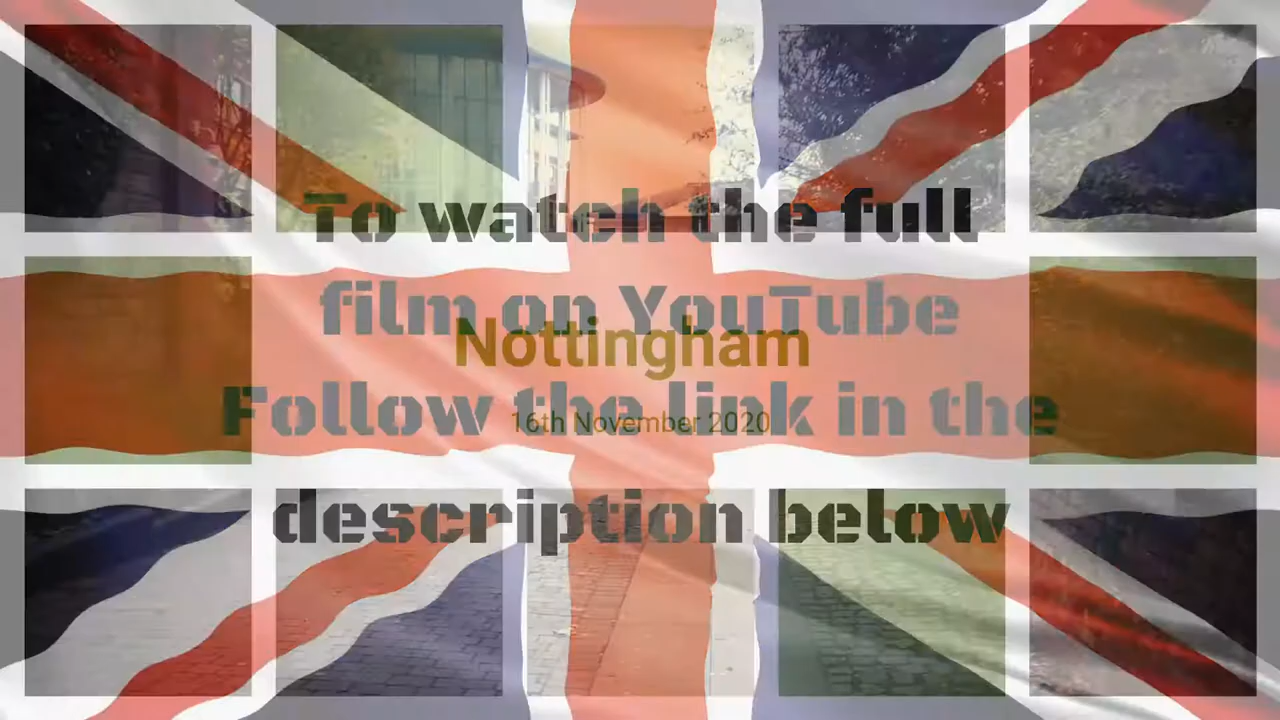 To watch the full
film on YouTube
Nottingham
Follow the link in the
16th November 2020
description below